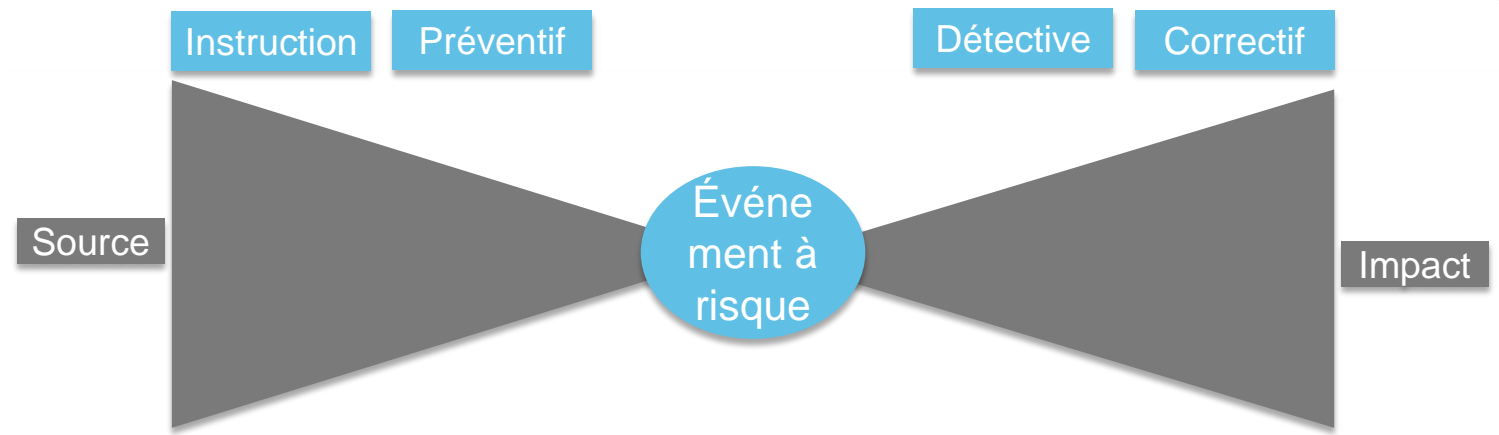 Instruction
Préventif
Détective
Correctif
Source
Événe
ment à
risque
Impact